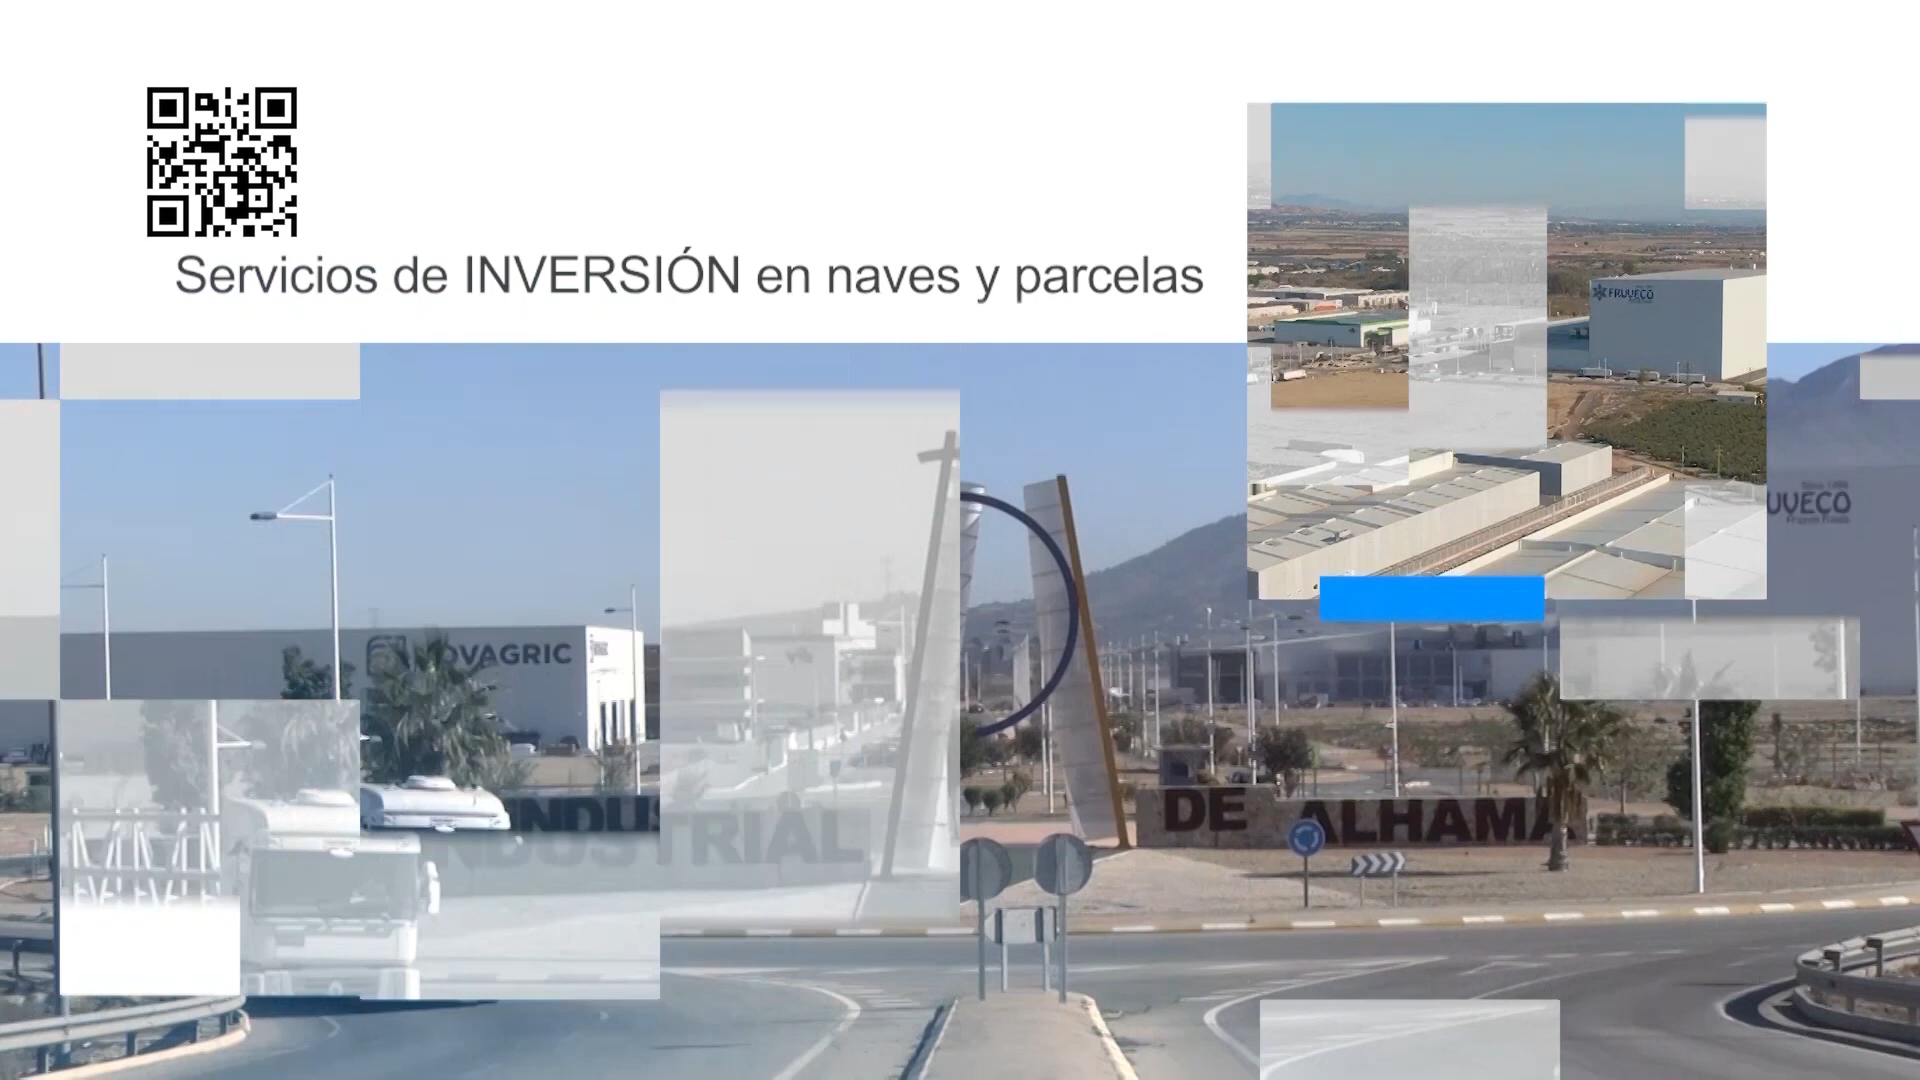 Servicios de INVERSIÓN en naves y parcelas
FRUVECO
UVECO
NOVAGRIC
INDUSTRIAL
DE ALHAMA